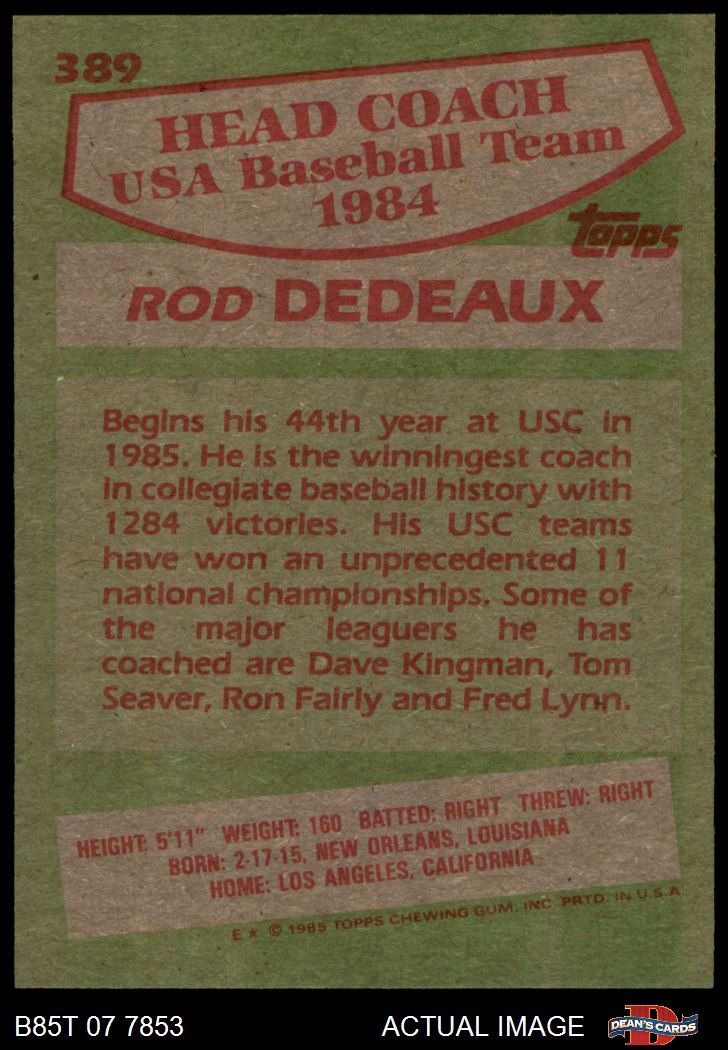 389
HEAD COACH
USA Baseball Team
1984
topps
ROD DEDEAUX
Begins his 44th year at USC in
1985. He is the winningest coach
in collegiate baseball history with
1284 victories. His USC teams
have won an unprecedented 11
national championships. Some of
the major leaguers he has
coached are Dave Kingman, Tom
Seaver, Ron Fairly and Fred Lynn.
HEIGHT: 5'11" WEIGHT: 160 BATTED: RIGHT THREW: RIGHT
BORN: 2-17-15, NEW ORLEANS, LOUISIANA
HOME: LOS ANGELES, CALIFORNIA
E ★ © 1985 TOPPS CHEWING GUM, INC. PRTD. IN U.S.A.
B85T 07 7853
ACTUAL IMAGE
D
DEAN'S CARDS